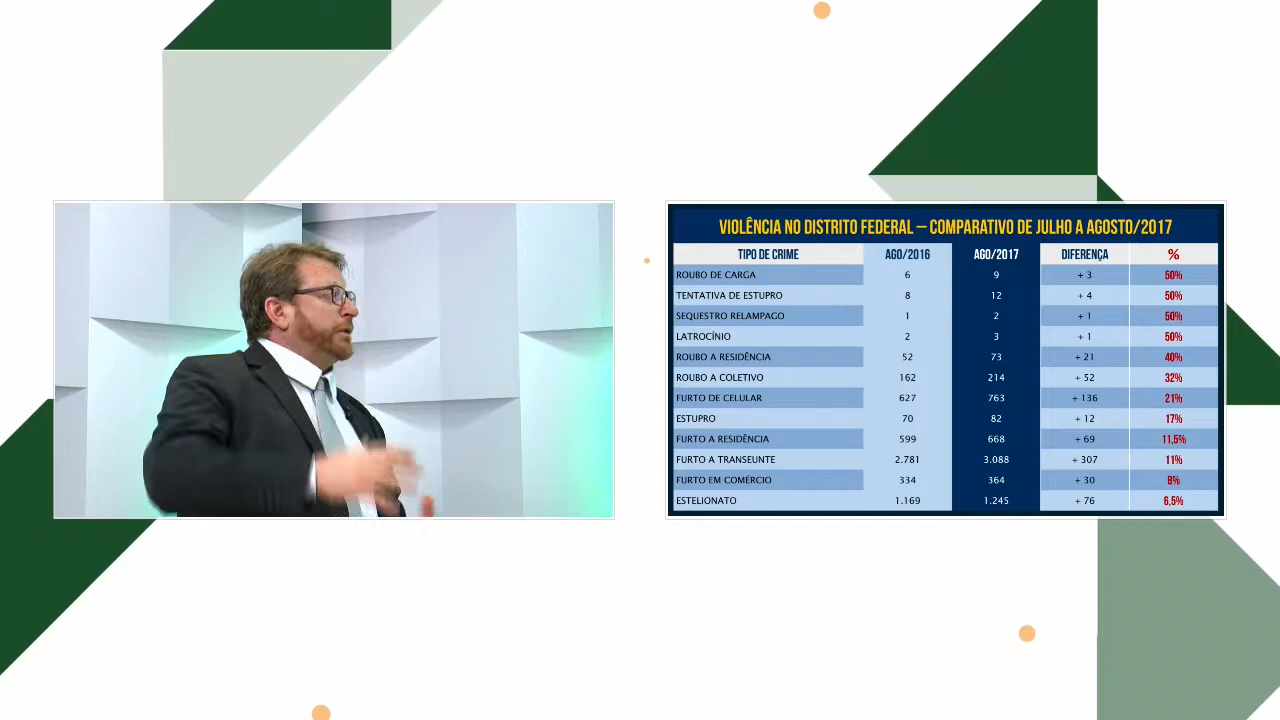 VIOLÊNCIA NO DISTRITO FEDERAL – COMPARATIVO DE JULHO A AGOSTO/2017
TIPO DE CRIME AGO/2016 AGO/2017 DIFERENÇA %
ROUBO DE CARGA 6 9 + 3 50%
TENTATIVA DE ESTUPRO 8 12 + 4 50%
SEQUESTRO RELAMPAGO 1 2 + 1 50%
LATROCÍNIO 2 3 + 1 50%
ROUBO A RESIDÊNCIA 52 73 + 21 40%
ROUBO A COLETIVO 162 214 + 52 32%
FURTO DE CELULAR 627 763 + 136 21%
ESTUPRO 70 82 + 12 17%
FURTO A RESIDÊNCIA 599 668 + 69 11,5%
FURTO A TRANSEUNTE 2.781 3.088 + 307 11%
FURTO EM COMÉRCIO 334 364 + 30 8%
ESTELIONATO 1.169 1.245 + 76 6,5%